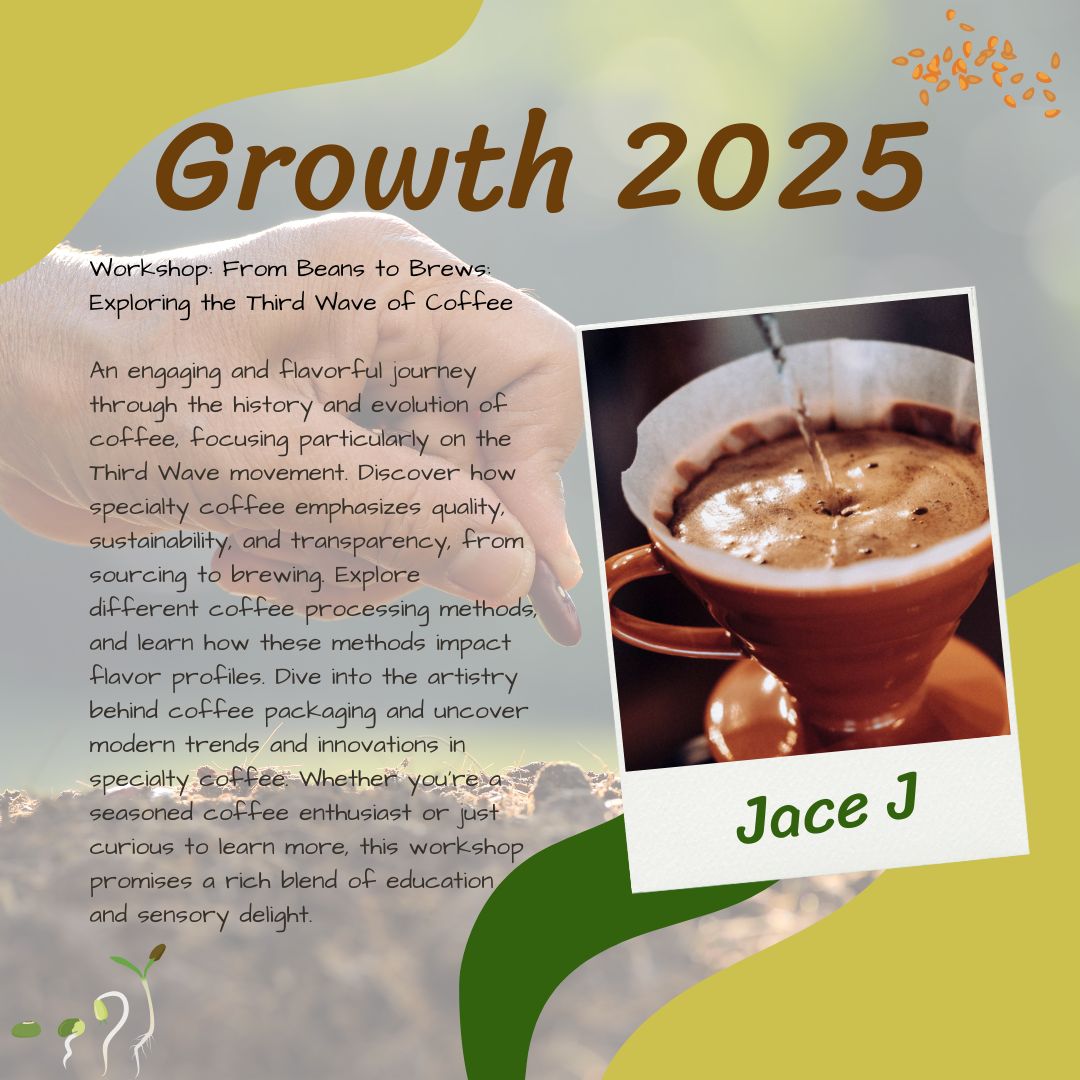 Growth 2025
Workshop: From Beans to Brews:
Exploring the Third Wave of Coffee
An engaging and flavorful journey
through the history and evolution of
coffee, focusing particularly on the
Third Wave movement. Discover how
specialty coffee emphasizes quality,
sustainability, and transparency, from
sourcing to brewing. Explore
different coffee processing methods,
and learn how these methods impact
flavor profiles. Dive into the artistry
behind coffee packaging and uncover
modern trends and innovations in
specialty coffee. Whether you're a
seasoned coffee enthusiast or just
curious to learn more, this workshop
promises a rich blend of education
and sensory delight.
Jace J